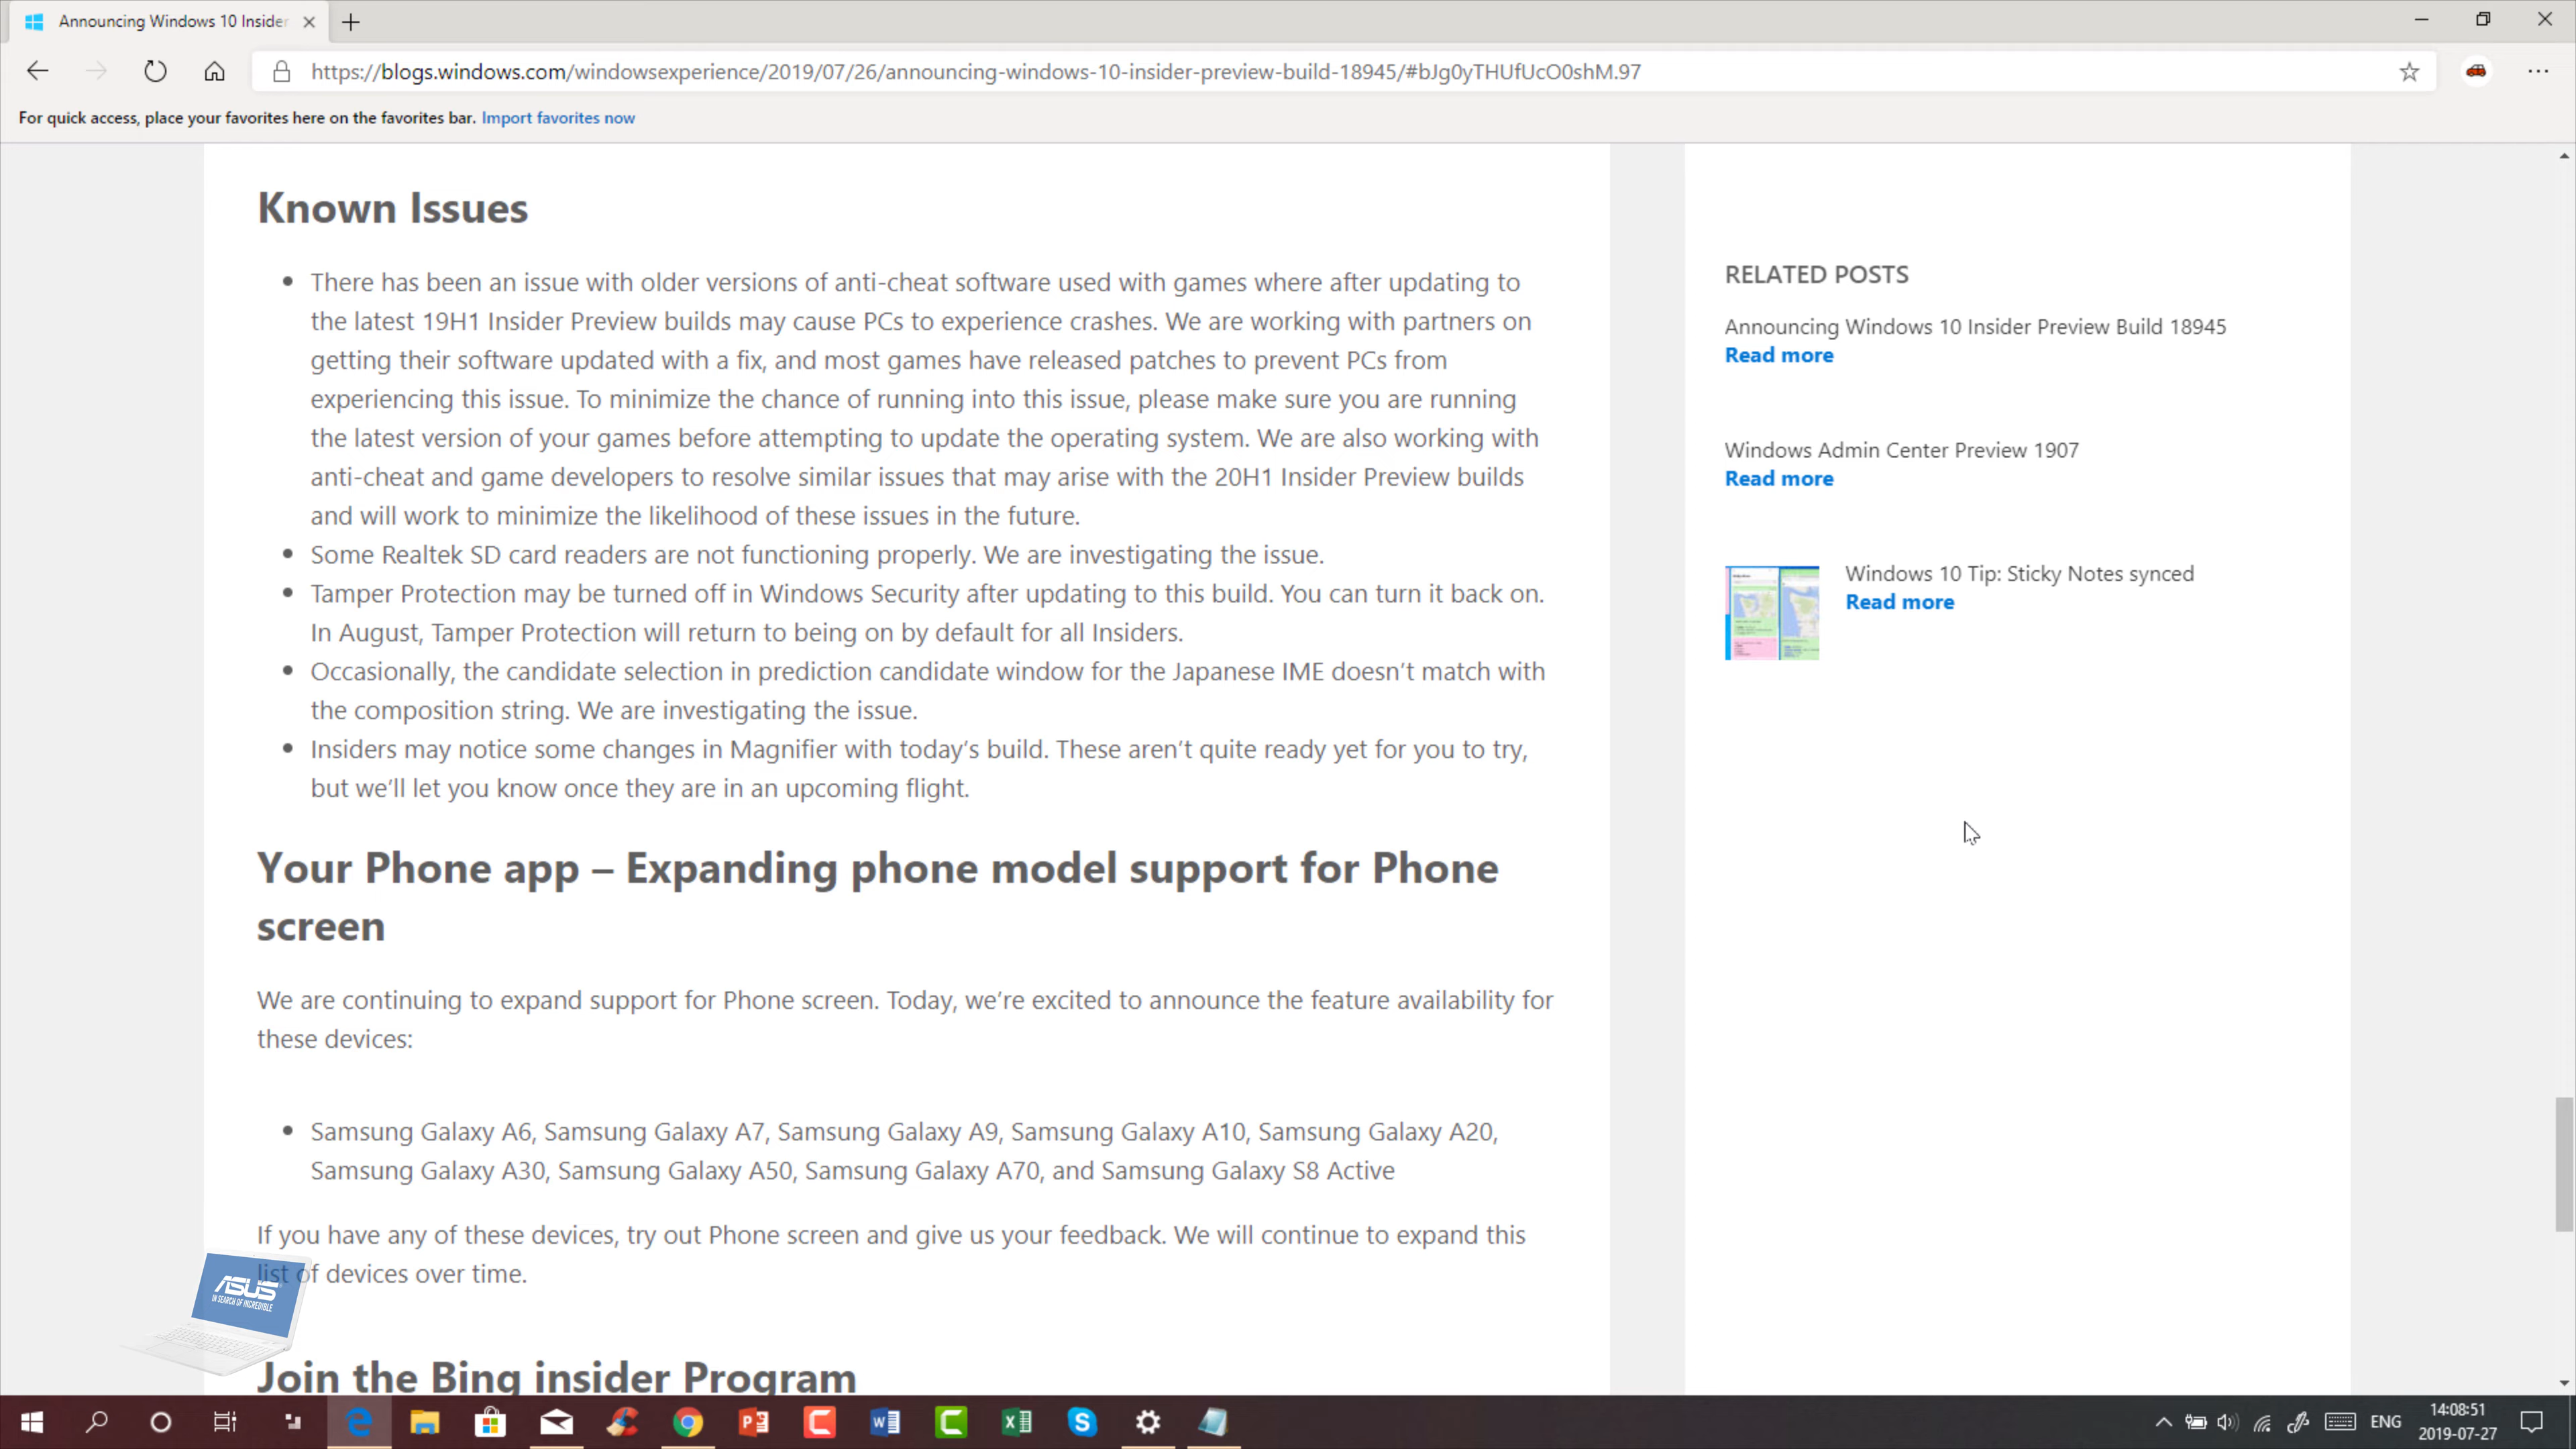 Announcing Windows 10 Insider
https://blogs.windows.com/windowsexperience/2019/07/26/announcing-windows-10-insider-preview-build-18945/#bJg0yTHUfUcO0shM.97
For quick access, place your favorites here on the favorites bar. Import favorites now
Known Issues
There has been an issue with older versions of anti-cheat software used with games where after updating to
the latest 19H1 Insider Preview builds may cause PCs to experience crashes. We are working with partners on
getting their software updated with a fix, and most games have released patches to prevent PCs from
experiencing this issue. To minimize the chance of running into this issue, please make sure you are running
the latest version of your games before attempting to update the operating system. We are also working with
anti-cheat and game developers to resolve similar issues that may arise with the 20H1 Insider Preview builds
and will work to minimize the likelihood of these issues in the future.
Some Realtek SD card readers are not functioning properly. We are investigating the issue.
Tamper Protection may be turned off in Windows Security after updating to this build. You can turn it back on.
In August, Tamper Protection will return to being on by default for all Insiders.
Occasionally, the candidate selection in prediction candidate window for the Japanese IME doesn't match with
the composition string. We are investigating the issue.
Insiders may notice some changes in Magnifier with today's build. These aren't quite ready yet for you to try,
but we'll let you know once they are in an upcoming flight.
Your Phone app – Expanding phone model support for Phone
screen
We are continuing to expand support for Phone screen. Today, we're excited to announce the feature availability for
these devices:
Samsung Galaxy A6, Samsung Galaxy A7, Samsung Galaxy A9, Samsung Galaxy A10, Samsung Galaxy A20,
Samsung Galaxy A30, Samsung Galaxy A50, Samsung Galaxy A70, and Samsung Galaxy S8 Active
If you have any of these devices, try out Phone screen and give us your feedback. We will continue to expand this
list of devices over time.
ASUS
IN SEARCH OF INCREDIBLE
Join the Bing insider Program
RELATED POSTS
Announcing Windows 10 Insider Preview Build 18945
Read more
Windows Admin Center Preview 1907
Read more
Windows 10 Tip: Sticky Notes synced
Read more
ENG
14:08:51
2019-07-27